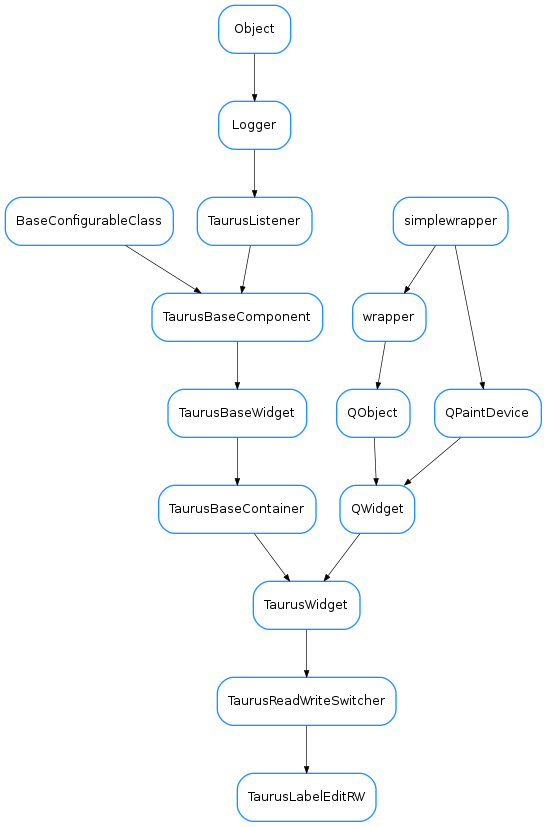 Object
Logger
BaseConfigurableClass
TaurusListener
simplewrapper
TaurusBaseComponent
wrapper
TaurusBaseWidget
QObject
QPaintDevice
TaurusBaseContainer
QWidget
TaurusWidget
TaurusReadWriteSwitcher
TaurusLabelEditRW